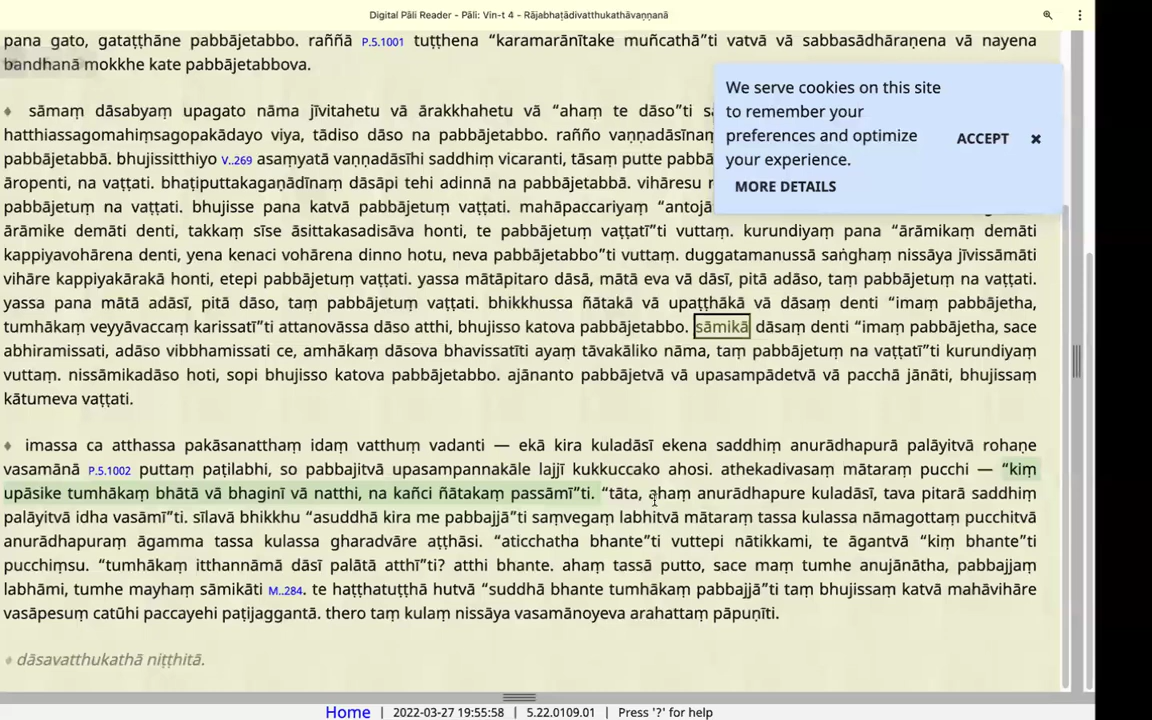 Digital Pāli Reader - Pāli: Vin-t 4 - Rājabhaṭādivatthukathāvaṇṇanā
pana gato, gataṭṭhāne pabbājetabbo. raññā P.5.1001 tuṭṭhena “karamarānītake muñcathā”ti vatvā vā sabbasādhāraṇena vā nayena
bandhanā mokkhe kate pabbājetabbova.
♦ sāmaṃ dāsabyaṃ upagato nāma jīvitahetu vā ārakkhahetu vā “ahaṃ te dāso”ti
hatthiassagomahiṃsagopakādayo viya, tādiso dāso na pabbājetabbo. rañño vaṇṇadāsīnaṃ
pabbājetabbā. bhujissitthiyo V..269 asaṃyatā vaṇṇadāsīhi saddhiṃ vicaranti, tāsaṃ putte
āropenti, na vaṭṭati. bhaṭiputtakagaṇādīnaṃ dāsāpi tehi adinnā na pabbājetabbā. vihāresu
pabbājetuṃ na vaṭṭati. bhujisse pana katvā pabbājetuṃ vaṭṭati. mahāpaccariyaṃ
ārāmike demāti denti, takkaṃ sīse āsittakasadisāva honti, te pabbājetuṃ vaṭṭatī”ti vuttaṃ. kurundiyaṃ pana “ārāmikaṃ demāti
kappiyavohārena denti, yena kenaci vohārena dinno hotu, neva pabbājetabbo”ti vuttaṃ. duggatamanussā saṅghaṃ nissāya jīvissāmāti
vihāre kappiyakārakā honti, etepi pabbājetuṃ vaṭṭati. yassa mātāpitaro dāsā, mātā eva vā dāsī, pitā adāso, taṃ pabbājetuṃ na vaṭṭati.
yassa pana mātā adāsī, pitā dāso, taṃ pabbājetuṃ vaṭṭati. bhikkhussa ñātakā vā upaṭṭhākā vā dāsaṃ denti “imaṃ pabbājetha,
tumhākaṃ veyyāvaccaṃ karissatī”ti attanovāssa dāso atthi, bhujisso katova pabbājetabbo. sāmikā dāsaṃ denti “imaṃ pabbājetha, sace
abhiramissati, adāso vibbhamissati ce, amhākaṃ dāsova bhavissatīti ayaṃ tāvakāliko nāma, taṃ pabbājetuṃ na vaṭṭatī”ti kurundiyaṃ
vuttaṃ. nissāmikadāso hoti, sopi bhujisso katova pabbājetabbo. ajānanto pabbājetvā vā upasampādetvā vā pacchā jānāti, bhujissaṃ
kātumeva vaṭṭati.
We serve cookies on this site
to remember your
preferences and optimize
your experience.
MORE DETAILS
ACCEPT ✖
♦ imassa ca atthassa pakāsanatthaṃ idaṃ vatthuṃ vadanti — ekā kira kuladāsī ekena saddhiṃ anurādhapurā palāyitvā rohaṇe
vasamānā P.5.1002 puttaṃ paṭilabhi, so pabbajitvā upasampannakāle lajjī kukkuccako ahosi. athekadivasaṃ mātaraṃ pucchi — “kiṃ
upāsike tumhākaṃ bhātā vā bhaginī vā natthi, na kañci ñātakaṃ passāmī”ti. “tāta, ahaṃ anurādhapure kuladāsī, tava pitarā saddhiṃ
palāyitvā idha vasāmī”ti. sīlavā bhikkhu “asuddhā kira me pabbajjā”ti saṃvegaṃ labhitvā mātaraṃ tassa kulassa nāmagottaṃ pucchitvā
anurādhapuraṃ āgamma tassa kulassa gharadvāre aṭṭhāsi. “aticchatha bhante”ti vuttepi nātikkami, te āgantvā “kiṃ bhante”ti
pucchiṃsu. “tumhākaṃ itthannāmā dāsī palātā atthī”ti? atthi bhante. ahaṃ tassā putto, sace maṃ tumhe anujānātha, pabbajjaṃ
labhāmi, tumhe mayhaṃ sāmikāti M..284. te haṭṭhatuṭṭhā hutvā “suddhā bhante tumhākaṃ pabbajjā”ti taṃ bhujissaṃ katvā mahāvihāre
vasāpesuṃ catūhi paccayehi paṭijaggantā. thero taṃ kulaṃ nissāya vasamānoyeva arahattaṃ pāpuṇīti.
♦ dāsavatthukathā niṭṭhitā.
Home | 2022-03-27 19:55:58 | 5.22.0109.01 | Press '?' for help